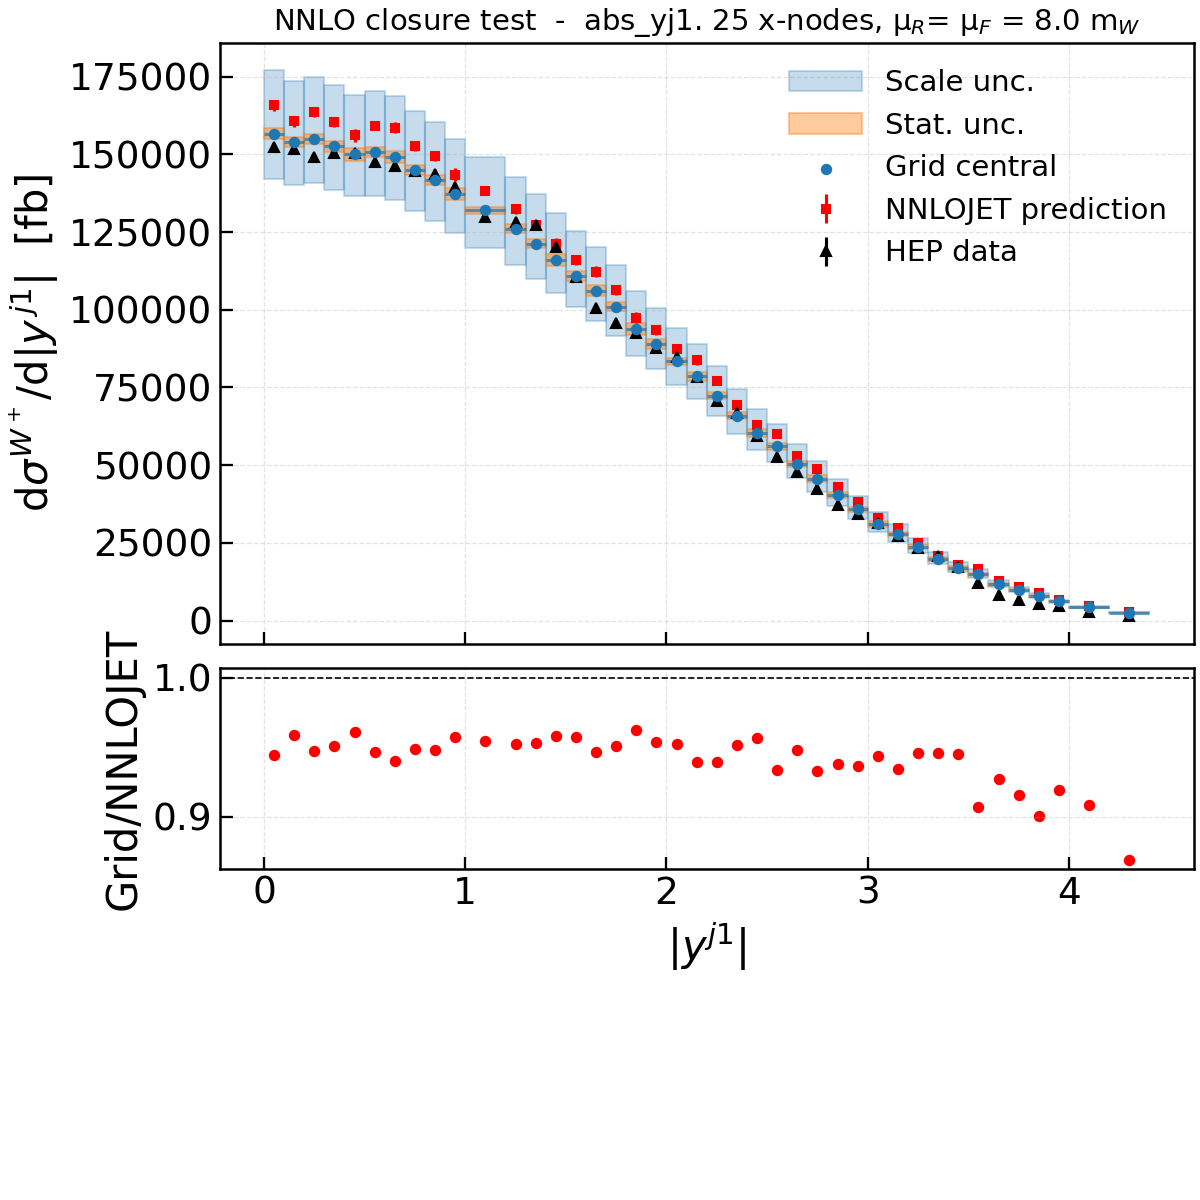 NNLO closure test - abs_yj1. 25 x-nodes, μR= μF = 8.0 mW
175000
150000
125000
100000
75000
50000
25000
0
dσW+/d|yj1| [fb]
Scale unc.
Stat. unc.
Grid central
NNLOJET prediction
HEP data
1.0
0.9
Grid/NNLOJET
0 1 2 3 4
|yj1|